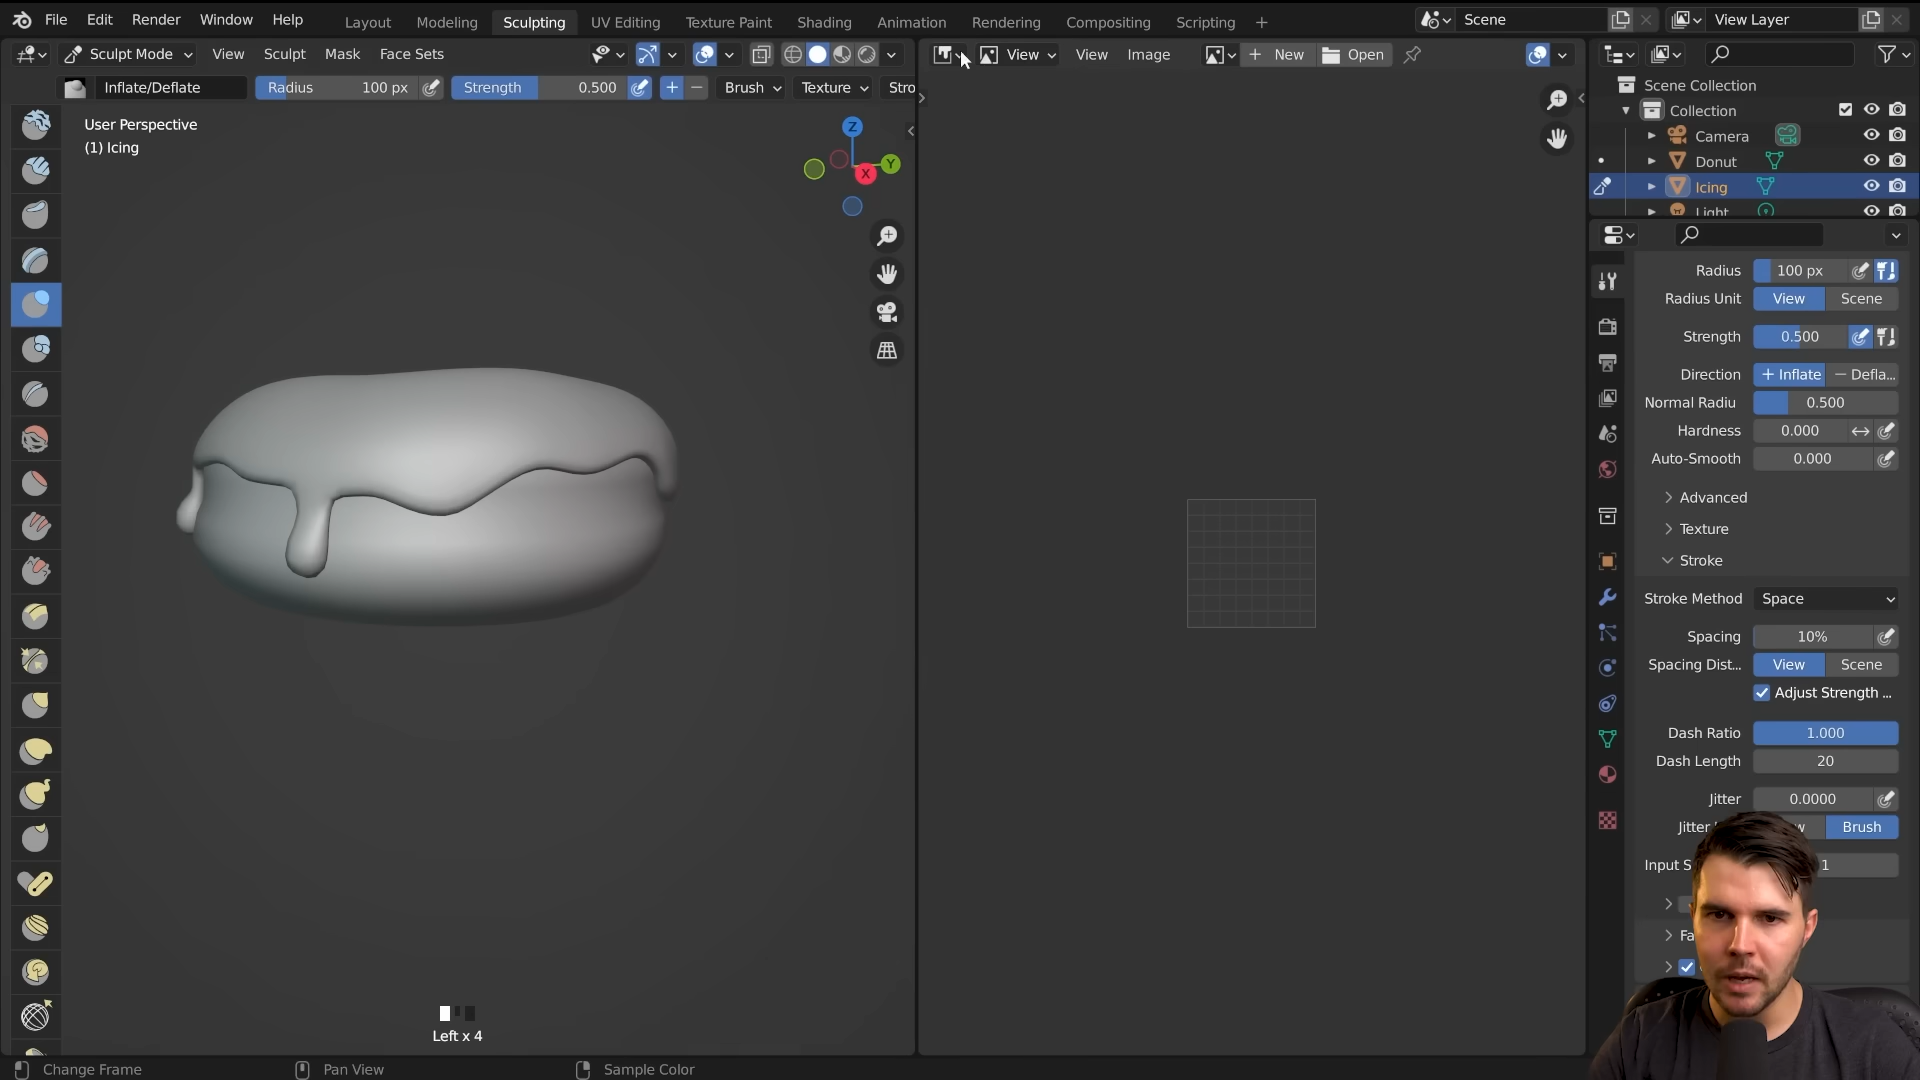 File Edit Render Window Help Layout Modeling Sculpting UV Editing Texture Paint Shading Animation Rendering Compositing Scripting + Scene View Layer
Sculpt Mode View Sculpt Mask Face Sets View View Image + New Open
Inflate/Deflate Radius 100 px Strength 0.500 + − Brush Texture Stro
User Perspective
(1) Icing
Z
Y
X
Left x 4
Scene Collection
Collection
Camera
Donut
Icing
Light
Radius 100 px
Radius Unit View Scene
Strength 0.500
Direction + Inflate − Defla...
Normal Radiu 0.500
Hardness 0.000
Auto-Smooth 0.000
Advanced
Texture
Stroke
Stroke Method Space
Spacing 10%
Spacing Dist... View Scene
Adjust Strength ...
Dash Ratio 1.000
Dash Length 20
Jitter 0.0000
Jitter Brush
Input S 1
Fa
Change Frame Pan View Sample Color